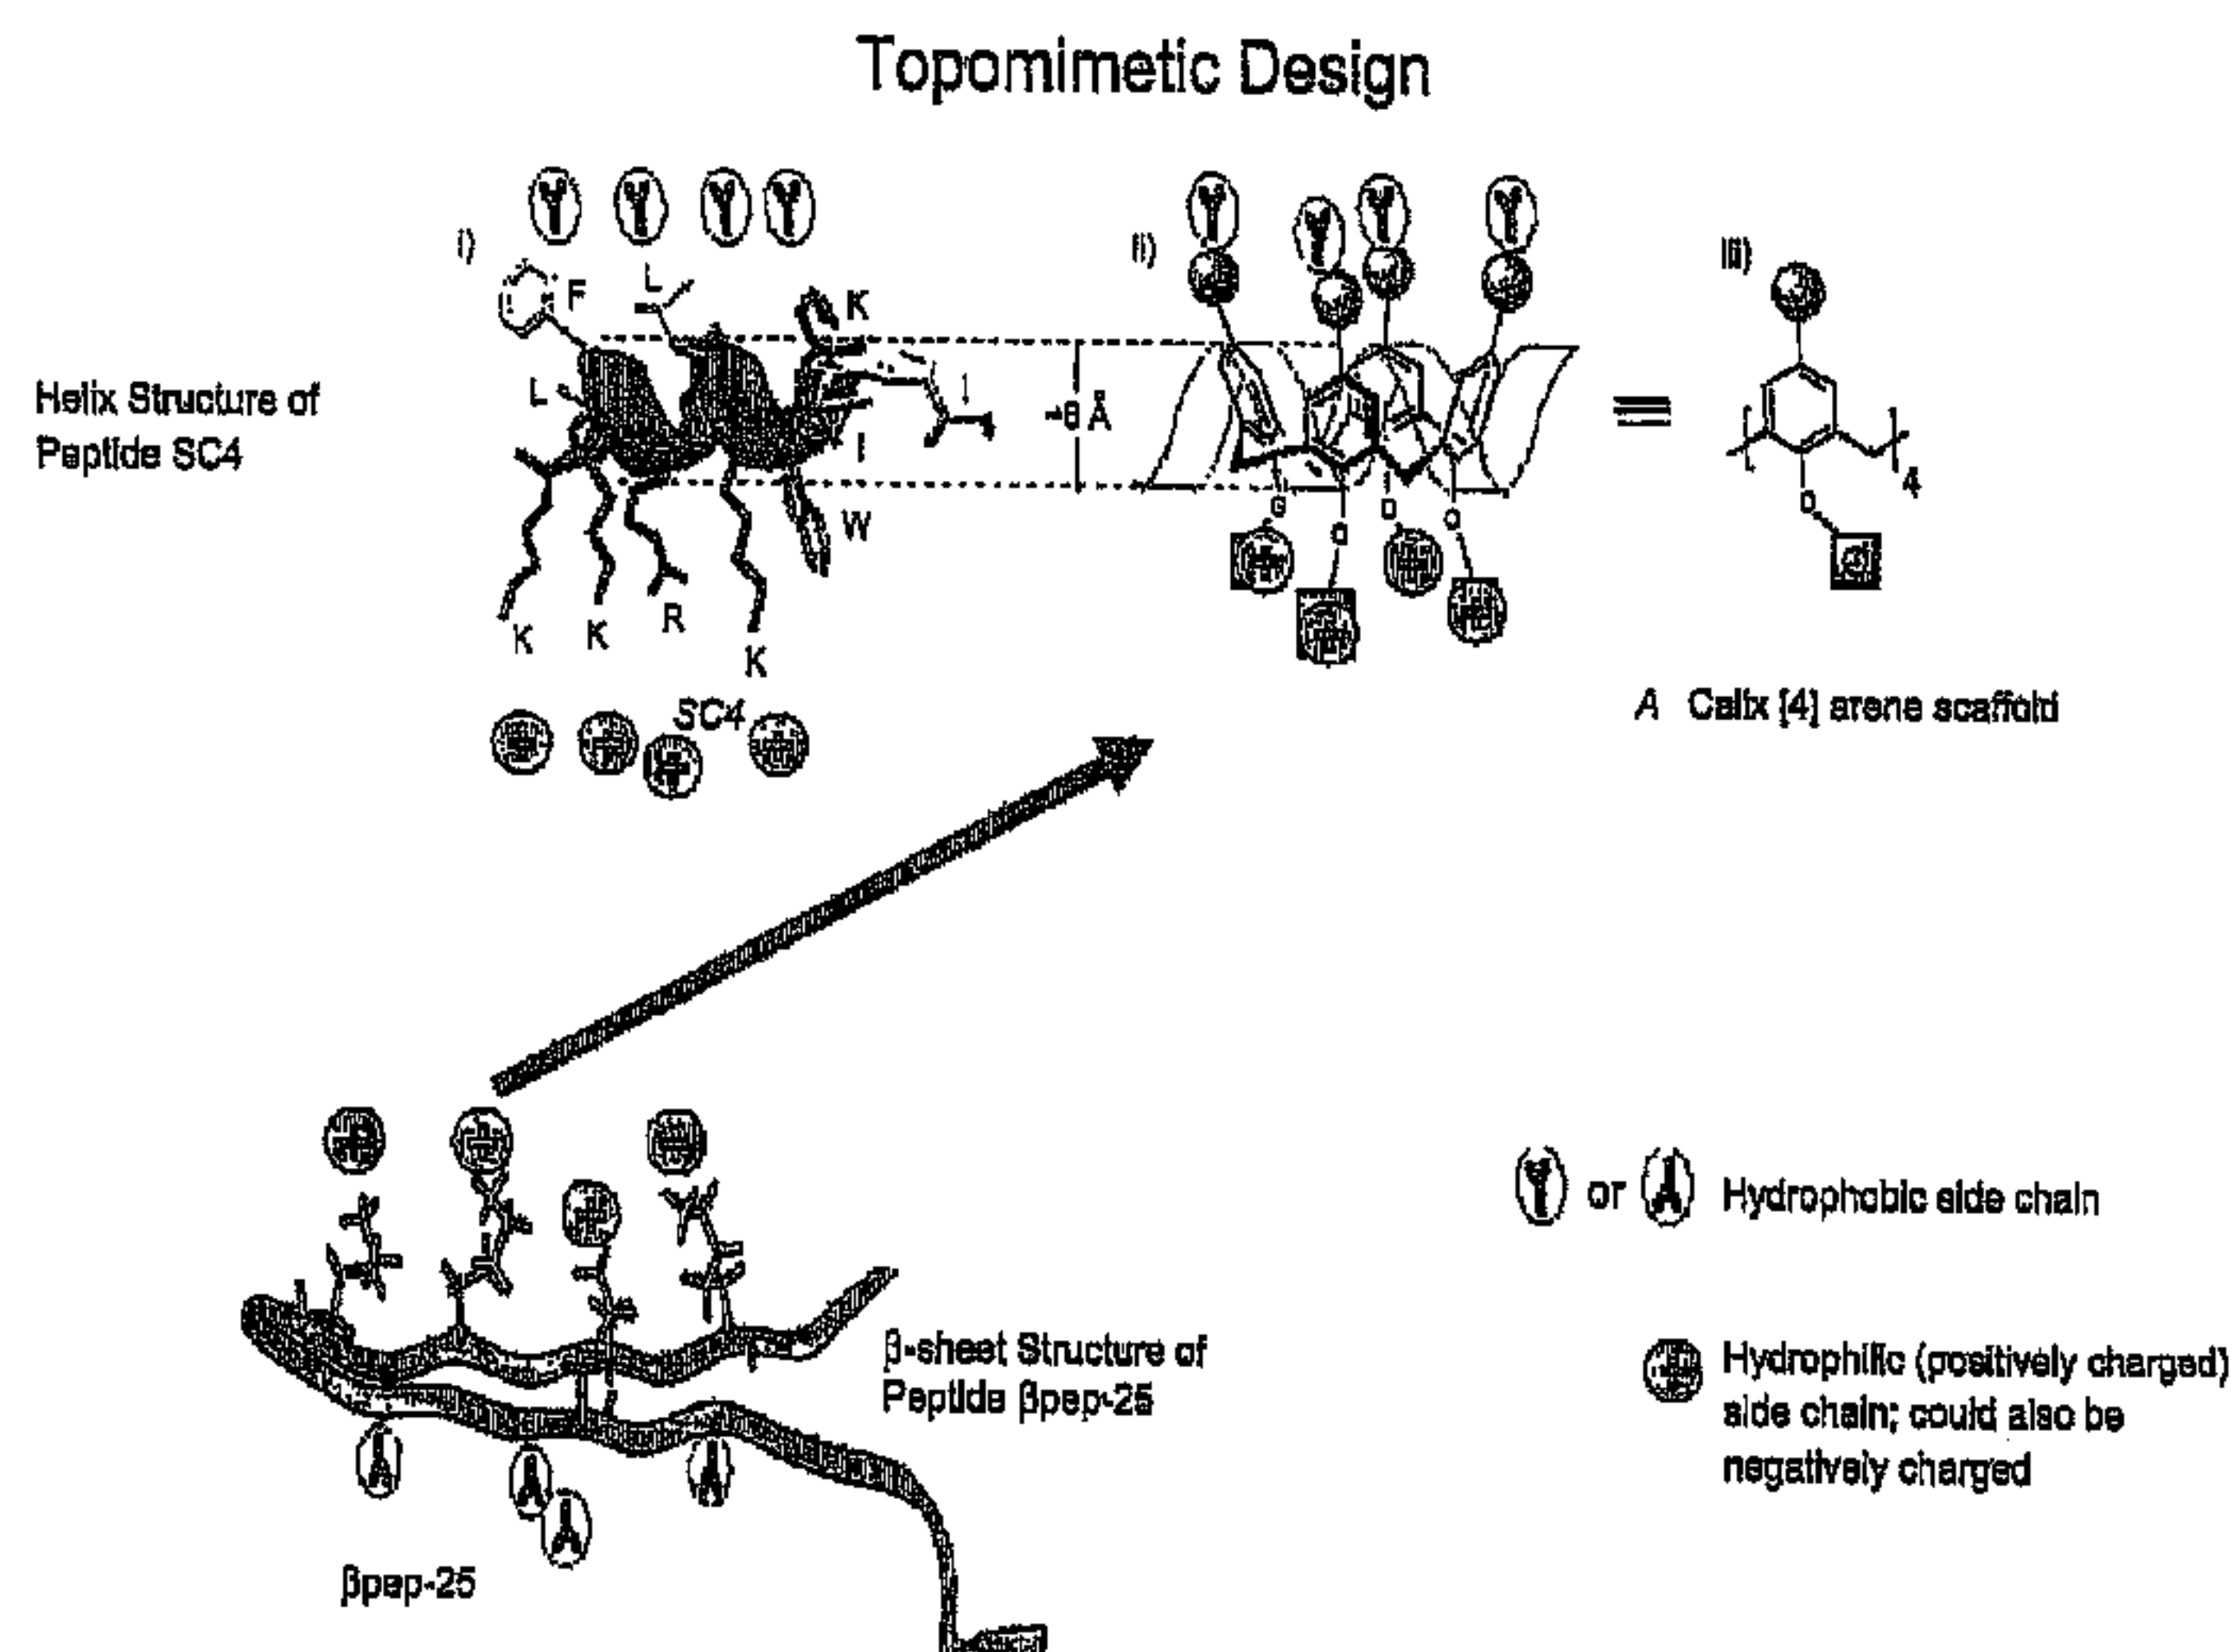 Topomimetic Design
i)
ii)
iii)
F
L
K
L
I
I
W
K
K
R
K
SC4
~8 Å
O
O
O
O
O
4
Helix Structure of
Peptide SC4
A Calix [4] arene scaffold
or
Hydrophobic side chain
Hydrophilic (positively charged)
side chain; could also be
negatively charged
β-sheet Structure of
Peptide βpep-25
βpep-25